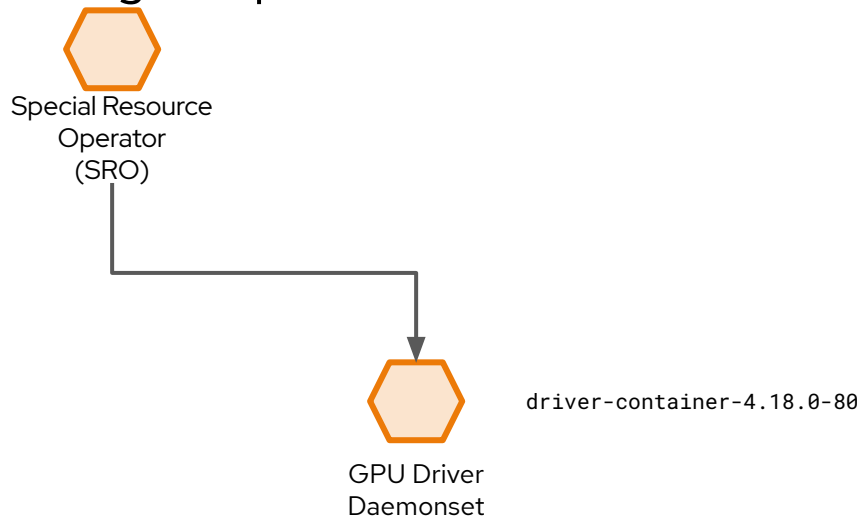 Special Resource
Operator
(SRO)
driver-container-4.18.0-80
GPU Driver
Daemonset